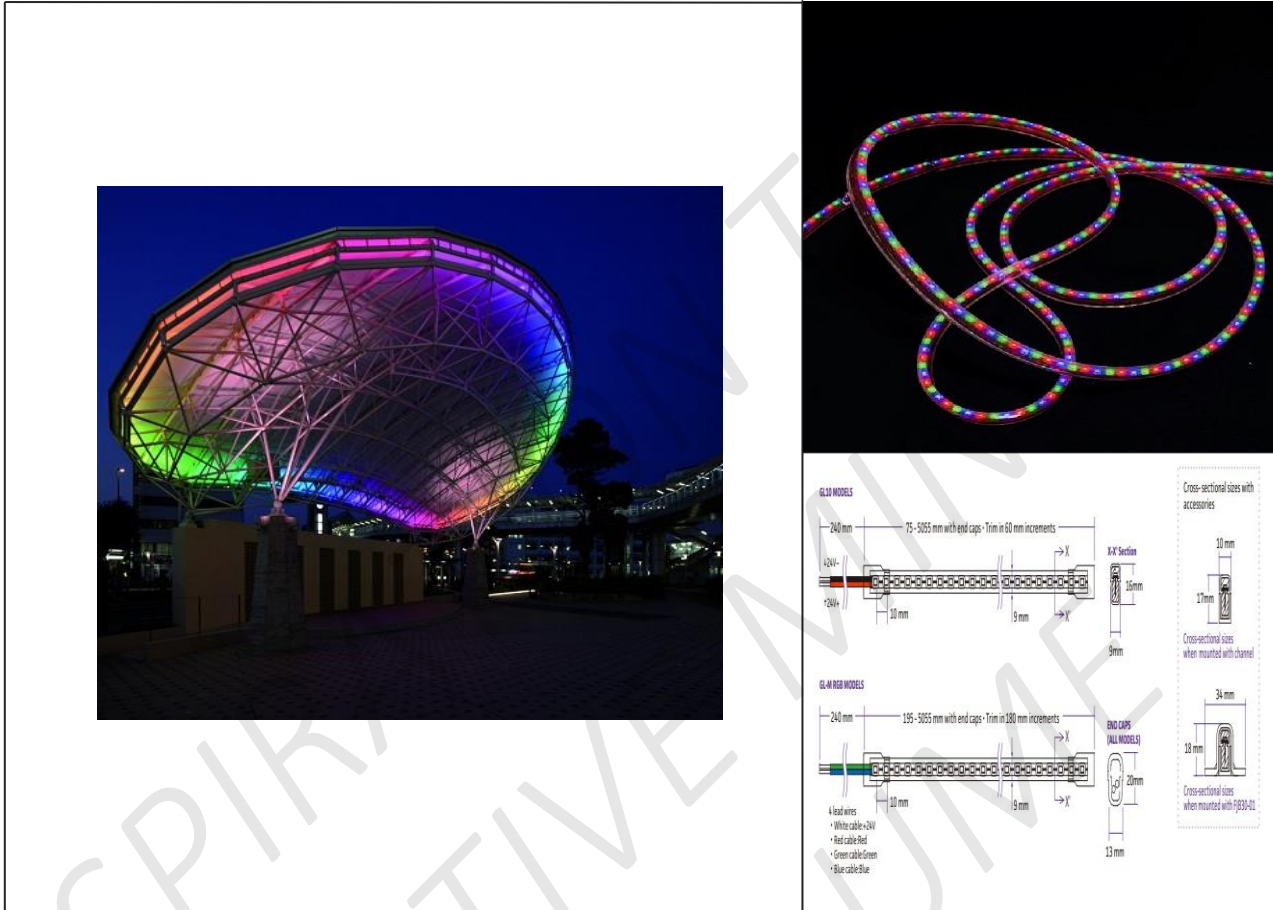 GL10 MODELS
240 mm
75 - 5055 mm with end caps · Trim in 60 mm increments
+24V-
+24V+
10 mm
9 mm
X
X'
X-X' Section
16mm
9mm
GL-M RGB MODELS
240 mm
195 - 5055 mm with end caps · Trim in 180 mm increments
10 mm
9 mm
X
X'
4 lead wires
· White cable:+24V
· Red cable:Red
· Green cable:Green
· Blue cable:Blue
END CAPS
(ALL MODELS)
20mm
13 mm
Cross-sectional sizes with
accessories
10 mm
17mm
Cross-sectional sizes
when mounted with channel
34 mm
18 mm
Cross-sectional sizes
when mounted with FJB30-01